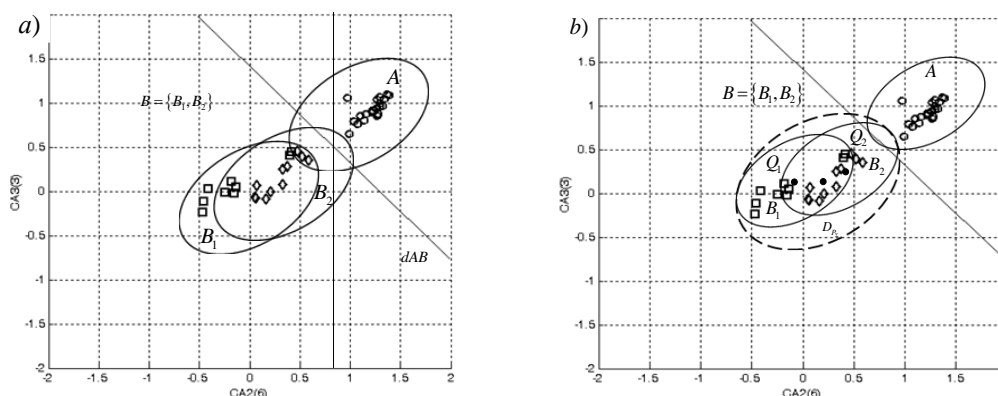 a)
1.5
1
0.5
0
-0.5
-1
-1.5
-2
CA3(3)
B = {B₁, B₂}
A
B₂
B₁
dAB
-2 -1.5 -1 -0.5 0 0.5 1 1.5 2
CA2(6)
b)
1.5
1
0.5
0
-0.5
1
-1.5
-2
CA3(3)
B = {B₁, B₂}
A
Q₂
Q₁
B₂
B₁
-2 -1.5 -1 -0.5 0 0.5 1 1.5
CA2(6)